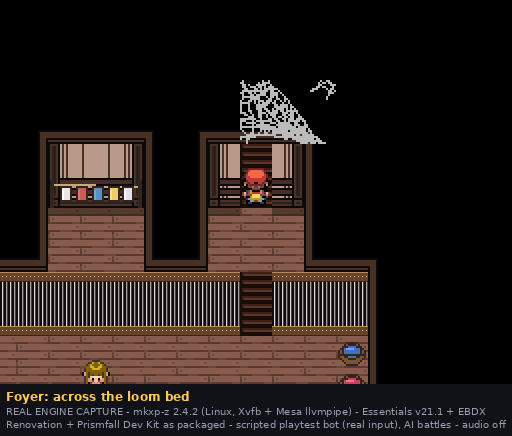 Foyer: across the loom bed
REAL ENGINE CAPTURE - mkxp-z 2.4.2 (Linux, Xvfb + Mesa llvmpipe) - Essentials v21.1 + EBDX
Renovation + Prismfall Dev Kit as packaged - scripted playtest bot (real input), AI battles - audio off